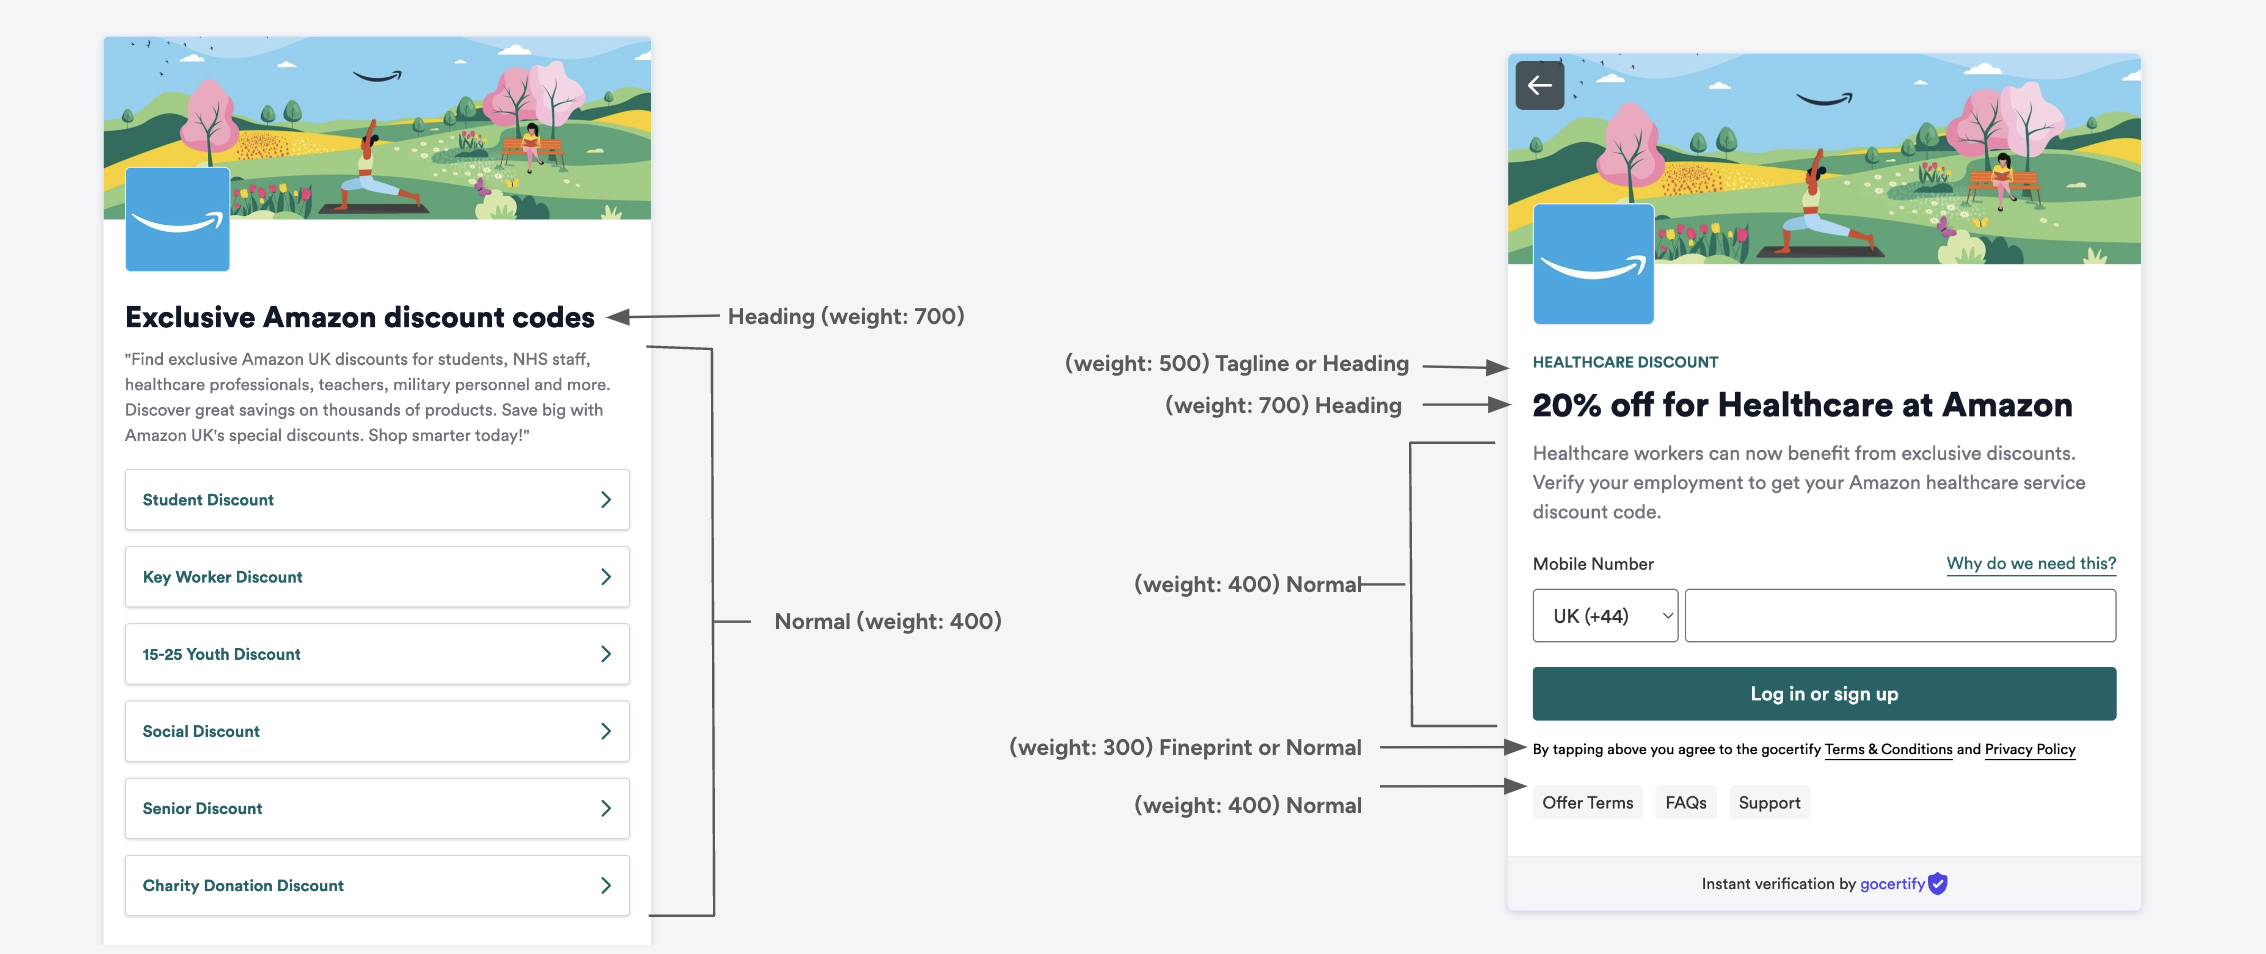 Exclusive Amazon discount codes
"Find exclusive Amazon UK discounts for students, NHS staff,
healthcare professionals, teachers, military personnel and more.
Discover great savings on thousands of products. Save big with
Amazon UK's special discounts. Shop smarter today!"
Student Discount
Key Worker Discount
15-25 Youth Discount
Social Discount
Senior Discount
Charity Donation Discount
Heading (weight: 700)
Normal (weight: 400)
(weight: 500) Tagline or Heading
(weight: 700) Heading
(weight: 400) Normal
(weight: 300) Fineprint or Normal
(weight: 400) Normal
HEALTHCARE DISCOUNT
20% off for Healthcare at Amazon
Healthcare workers can now benefit from exclusive discounts.
Verify your employment to get your Amazon healthcare service
discount code.
Mobile Number
Why do we need this?
UK (+44)
Log in or sign up
By tapping above you agree to the gocertify Terms & Conditions and Privacy Policy
Offer Terms
FAQs
Support
Instant verification by gocertify